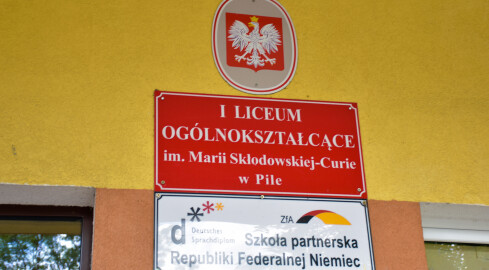 I LICEUM
OGÓLNOKSZTAŁCĄCE
im. Marii Skłodowskiej-Curie
w Pile
d Deutsches
Sprachdiplom
ZfA
Szkoła partnerska
Republiki Federalnej Niemiec